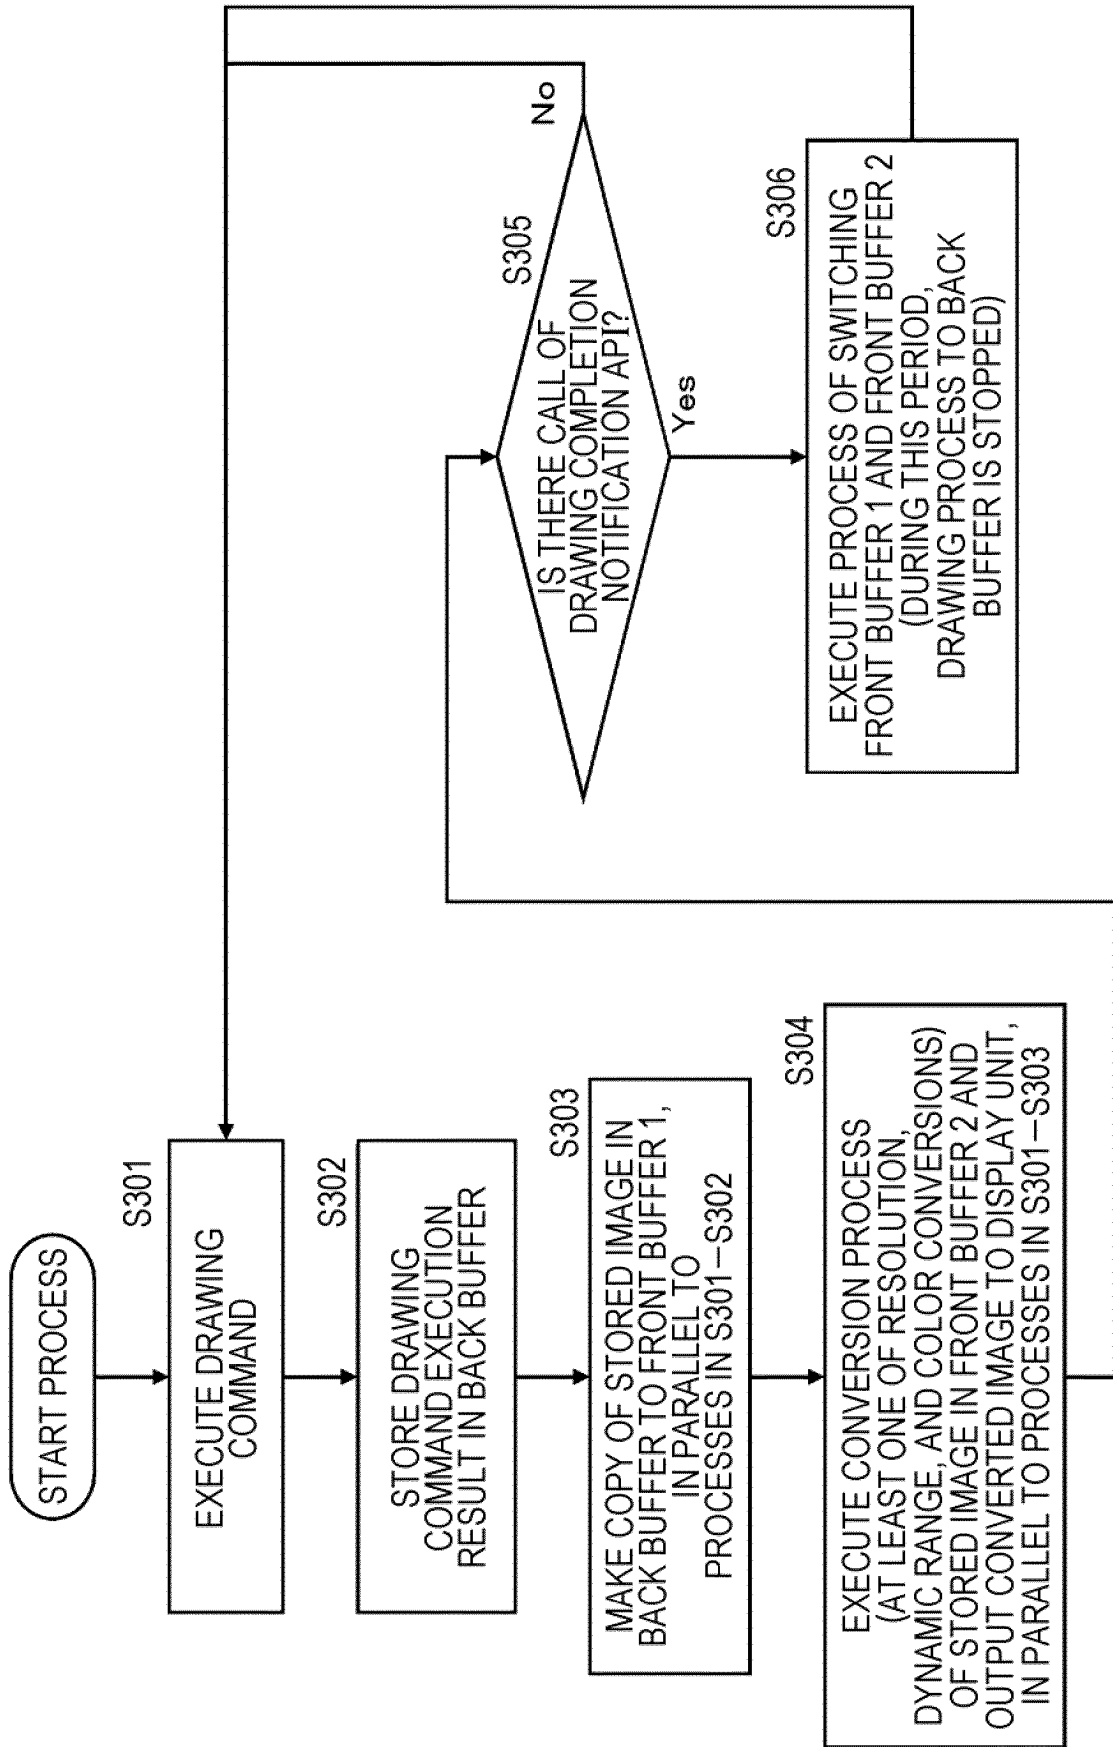 START PROCESS
S301
EXECUTE DRAWING
COMMAND
S302
STORE DRAWING
COMMAND EXECUTION
RESULT IN BACK BUFFER
S303
MAKE COPY OF STORED IMAGE IN
BACK BUFFER TO FRONT BUFFER 1,
IN PARALLEL TO
PROCESSES IN S301–S302
S304
EXECUTE CONVERSION PROCESS
(AT LEAST ONE OF RESOLUTION,
DYNAMIC RANGE, AND COLOR CONVERSIONS)
OF STORED IMAGE IN FRONT BUFFER 2 AND
OUTPUT CONVERTED IMAGE TO DISPLAY UNIT,
IN PARALLEL TO PROCESSES IN S301–S303
S305
IS THERE CALL OF
DRAWING COMPLETION
NOTIFICATION API?
No
Yes
S306
EXECUTE PROCESS OF SWITCHING
FRONT BUFFER 1 AND FRONT BUFFER 2
(DURING THIS PERIOD,
DRAWING PROCESS TO BACK
BUFFER IS STOPPED)